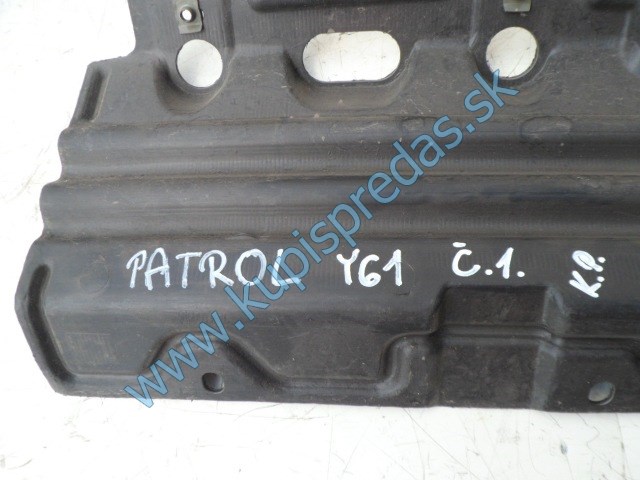 PATROL Y61 Č.1. K.P.
www.kupispredas.sk